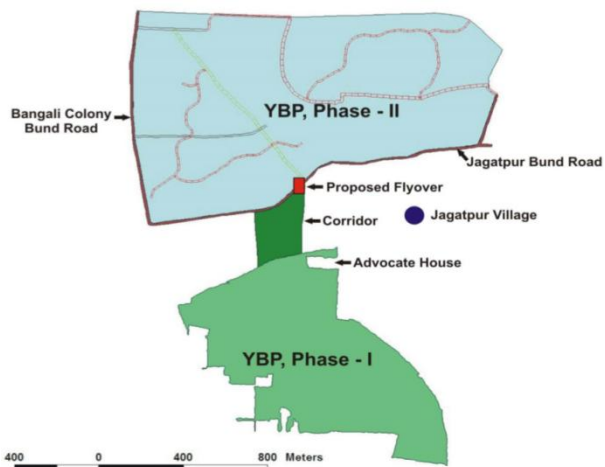 YBP, Phase - II
Bangali Colony
Bund Road
Jagatpur Bund Road
Proposed Flyover
Corridor
Jagatpur Village
Advocate House
YBP, Phase - I
400 0 400 800 Meters